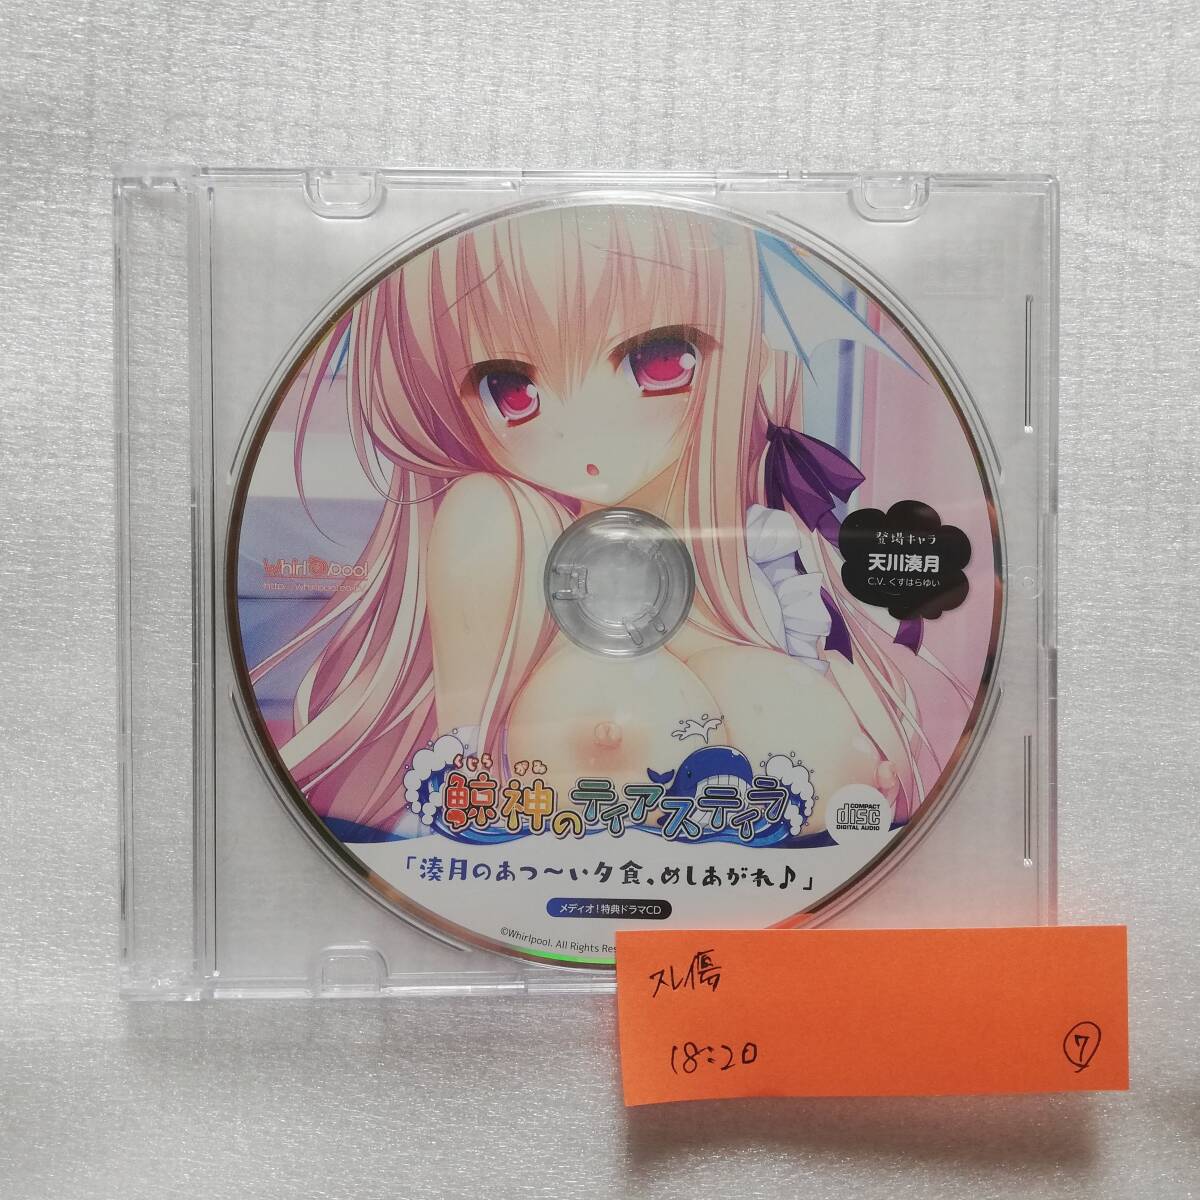 登場キャラ
天川湊月
C.V. くすはらゆい
Whirlpool
くじら がみ
鯨神のティアスティラ
COMPACT
disc
DIGITAL AUDIO
「湊月のあつ～い夕食、めしあがれ♪」
メディオ!特典ドラマCD
©Whirlpool. All Rights Res
スレ傷
18:20
⑦